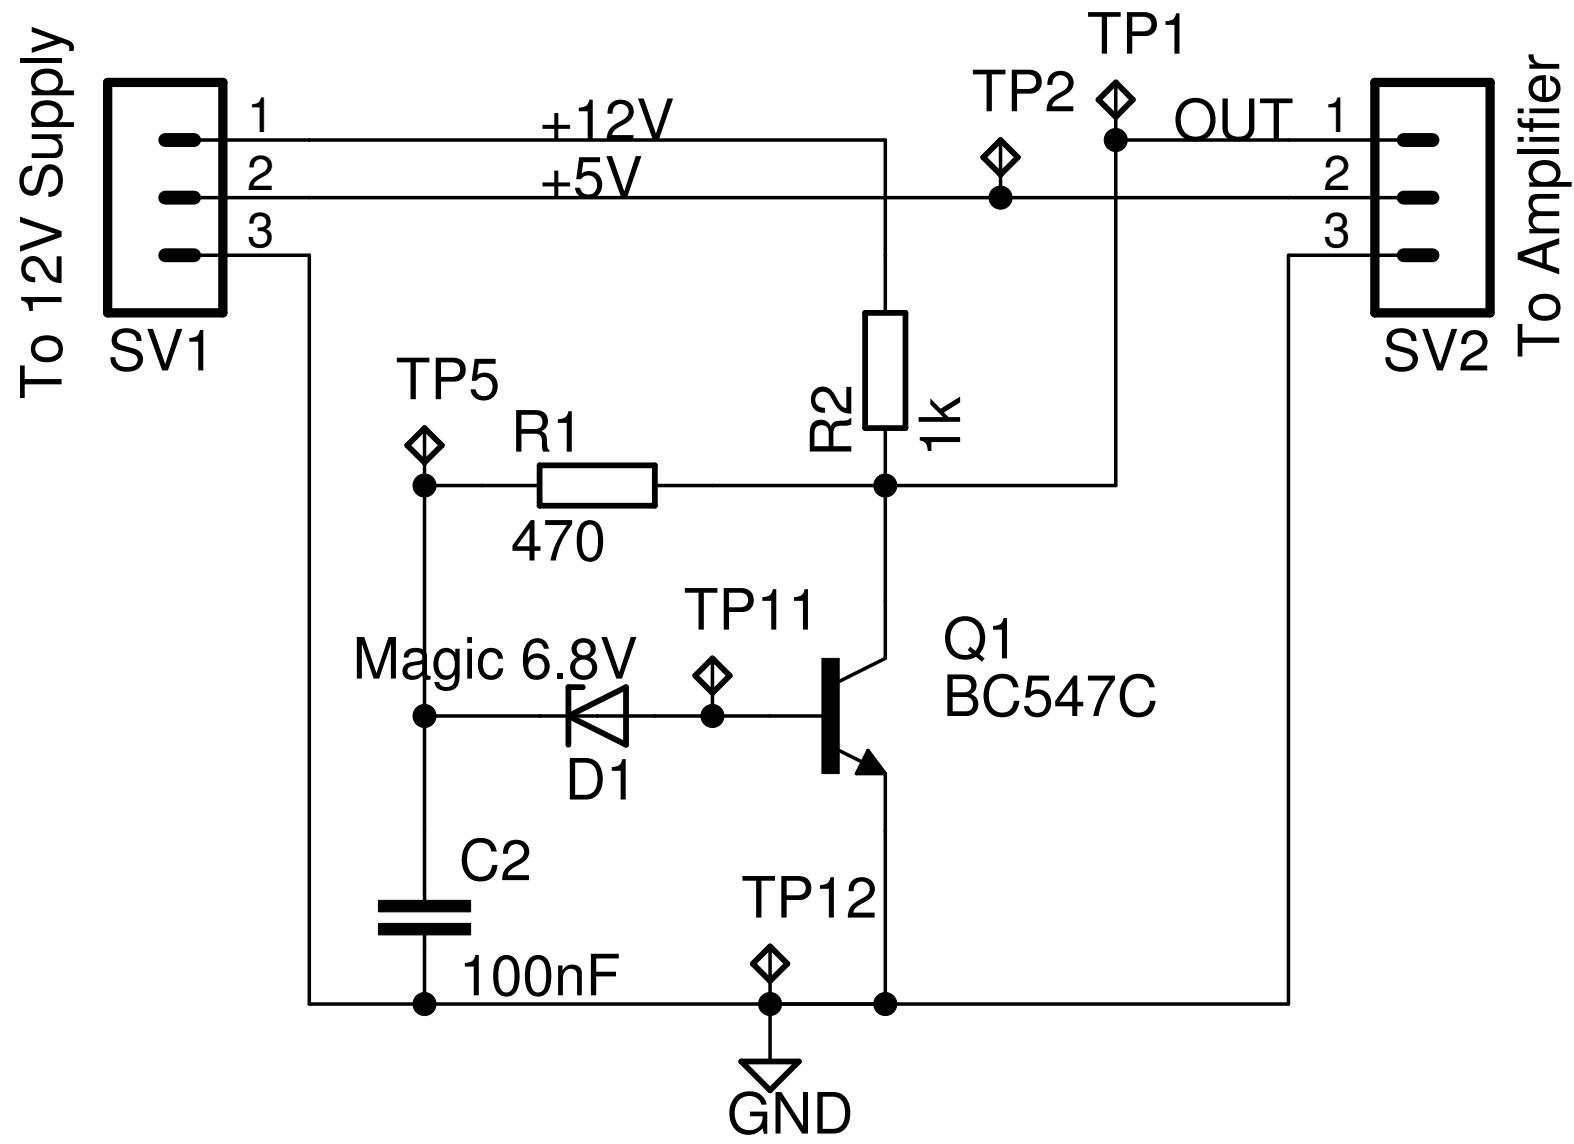 To 12V Supply
SV1
1
2
3
+12V
+5V
TP2
TP1
OUT
1
2
3
SV2
To Amplifier
TP5
R1
470
R2
1k
TP11
Magic 6.8V
D1
Q1
BC547C
C2
100nF
TP12
GND